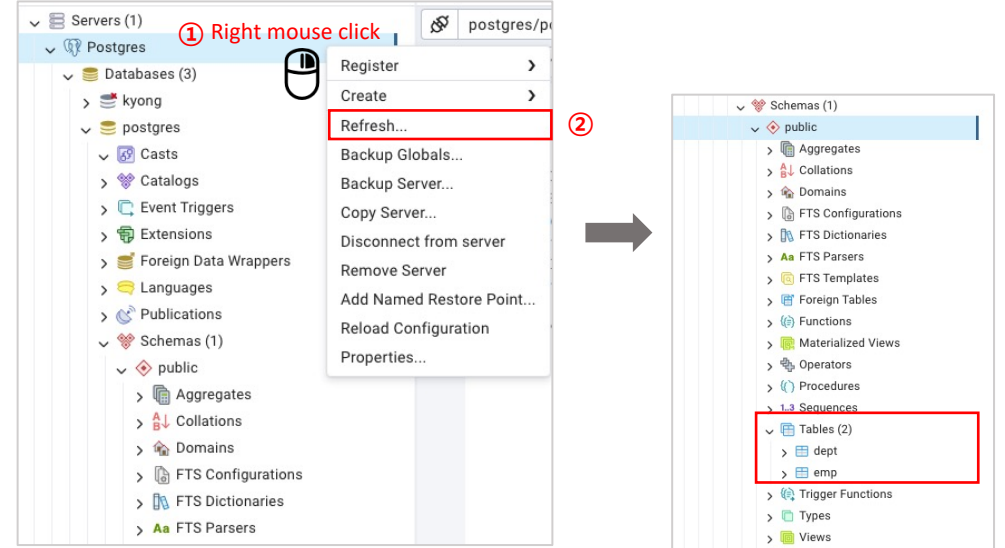 Servers (1)
① Right mouse click
postgres/p
Postgres
Databases (3)
kyong
postgres
Casts
Catalogs
Event Triggers
Extensions
Foreign Data Wrappers
Languages
Publications
Schemas (1)
public
Aggregates
Collations
Domains
FTS Configurations
FTS Dictionaries
Aa FTS Parsers
Register
Create
Refresh...
②
Backup Globals...
Backup Server...
Copy Server...
Disconnect from server
Remove Server
Add Named Restore Point...
Reload Configuration
Properties...
Schemas (1)
public
Aggregates
Collations
Domains
FTS Configurations
FTS Dictionaries
Aa FTS Parsers
FTS Templates
Foreign Tables
Functions
Materialized Views
Operators
Procedures
1..3 Sequences
Tables (2)
dept
emp
Trigger Functions
Types
Views